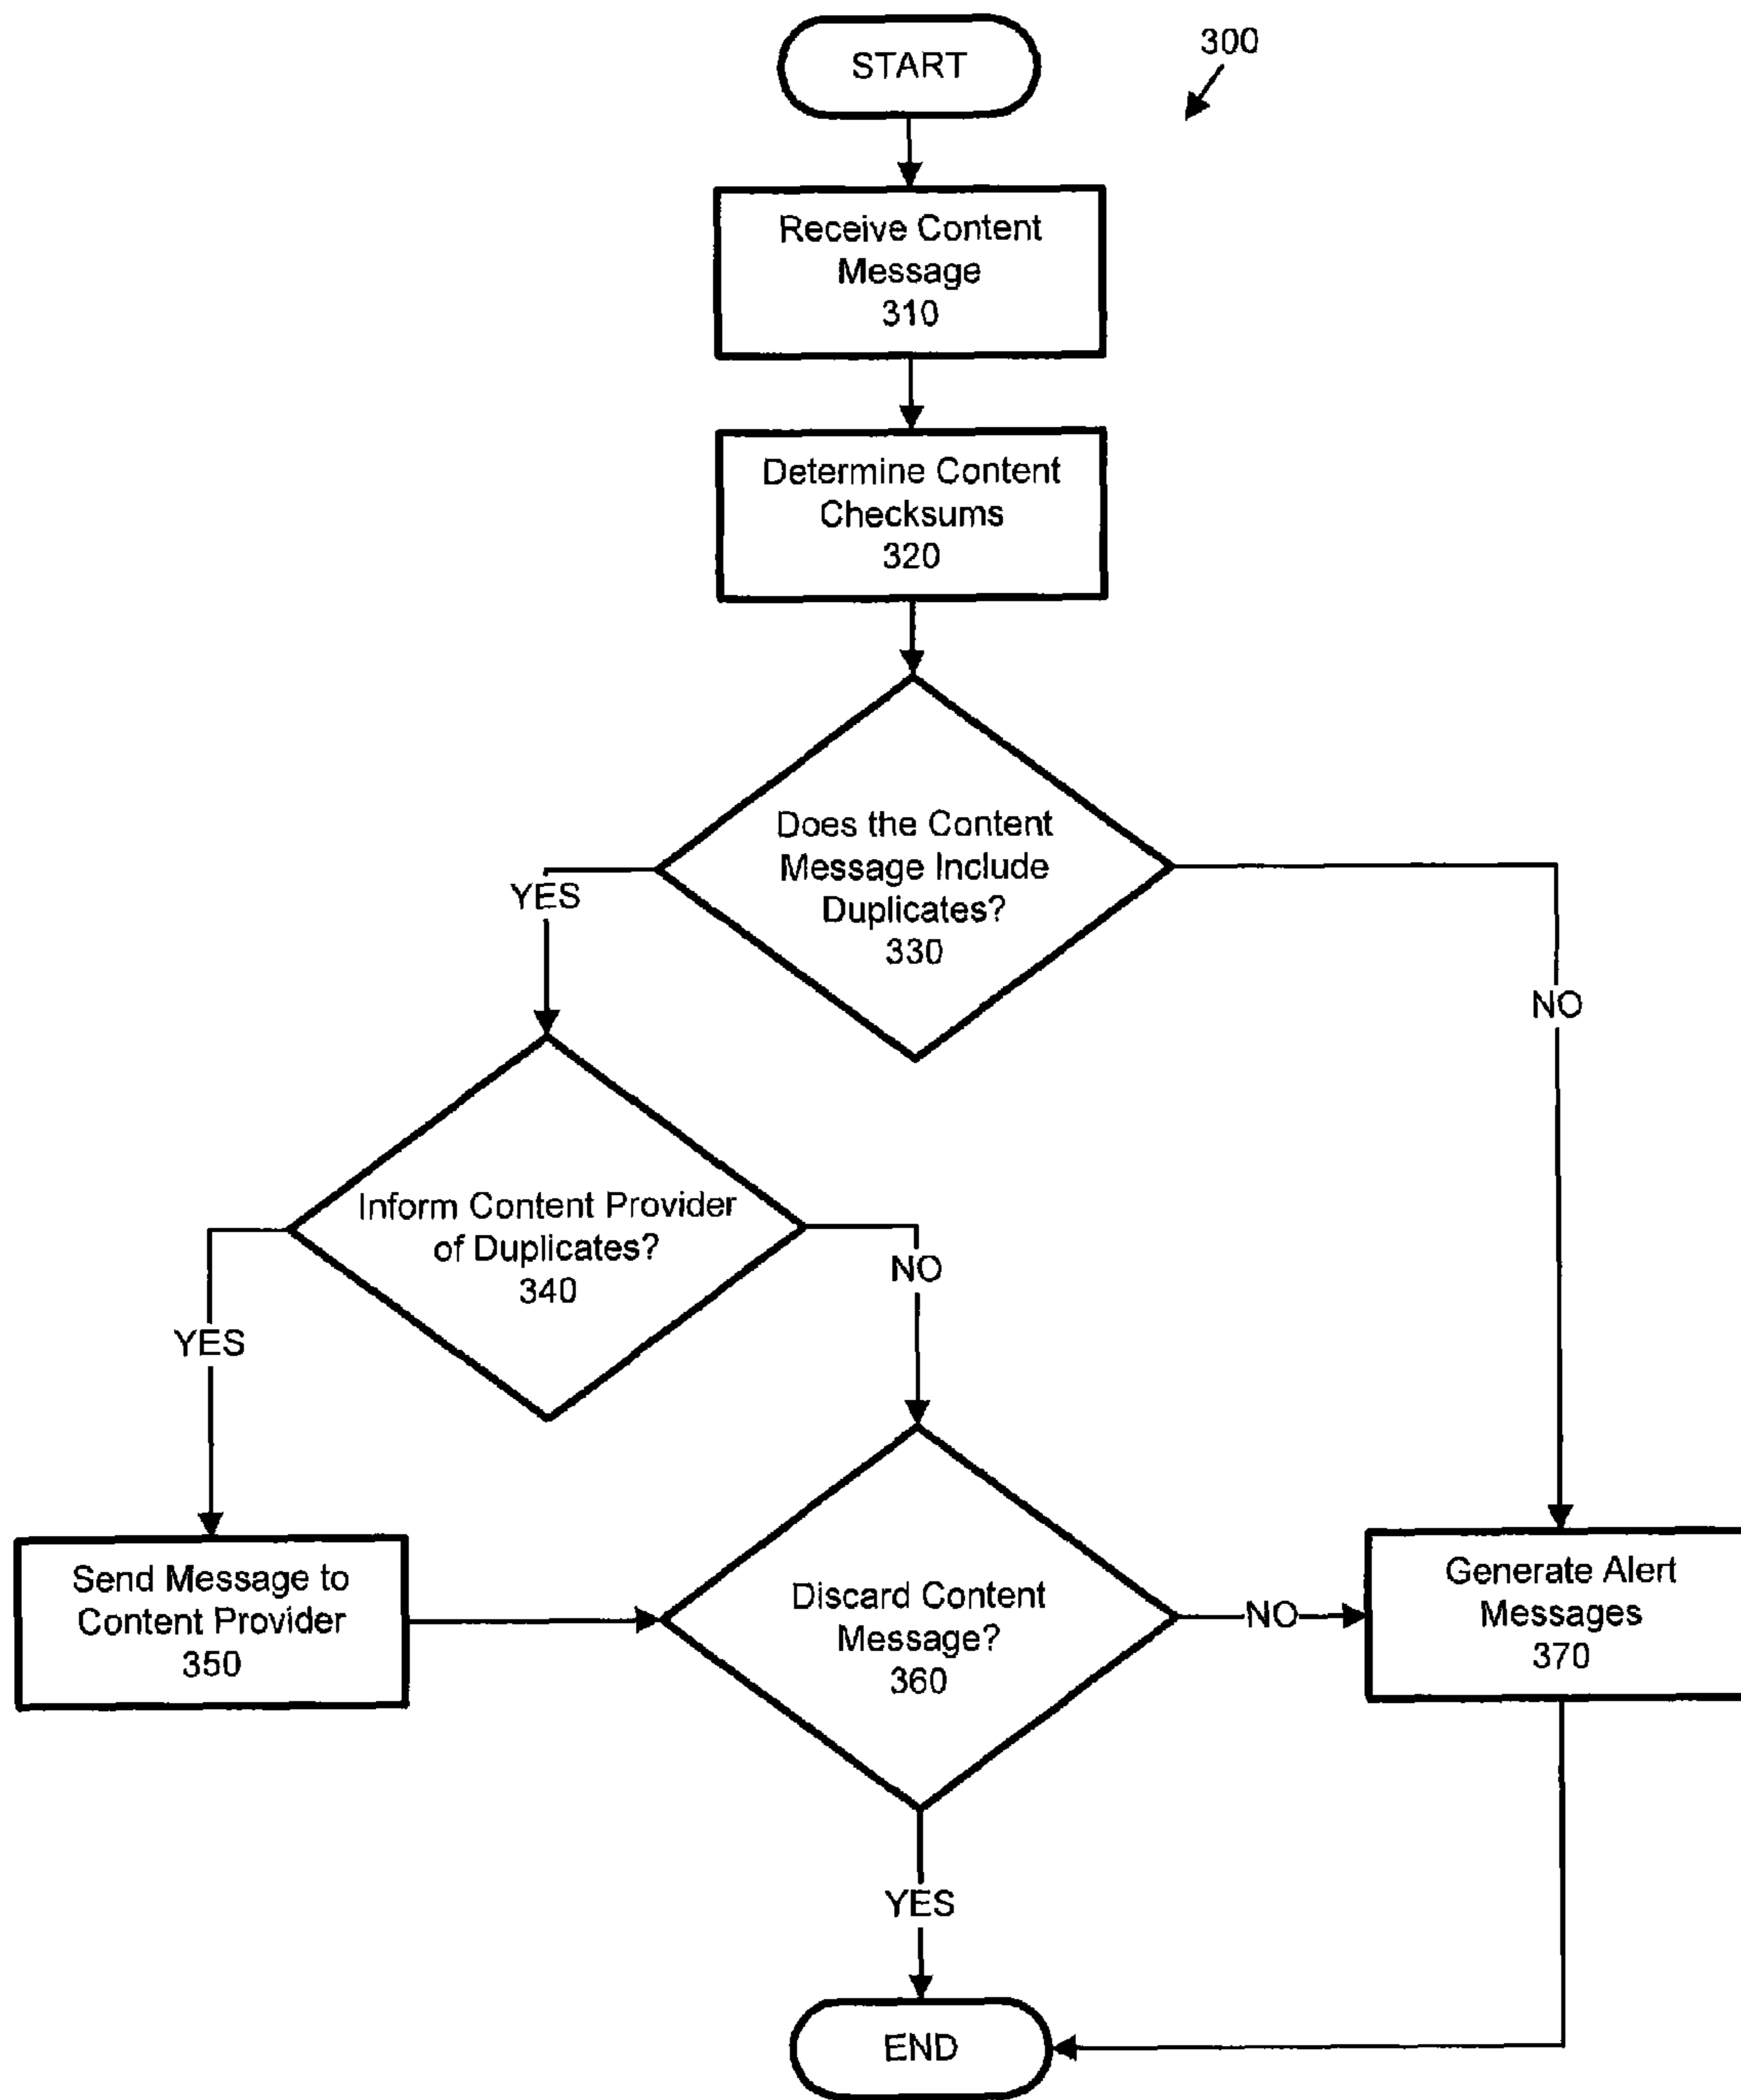 START
300
Receive Content
Message
310
Determine Content
Checksums
320
Does the Content
Message Include
Duplicates?
330
YES
NO
Inform Content Provider
of Duplicates?
340
NO
YES
Send Message to
Content Provider
350
Discard Content
Message?
360
NO
Generate Alert
Messages
370
YES
END